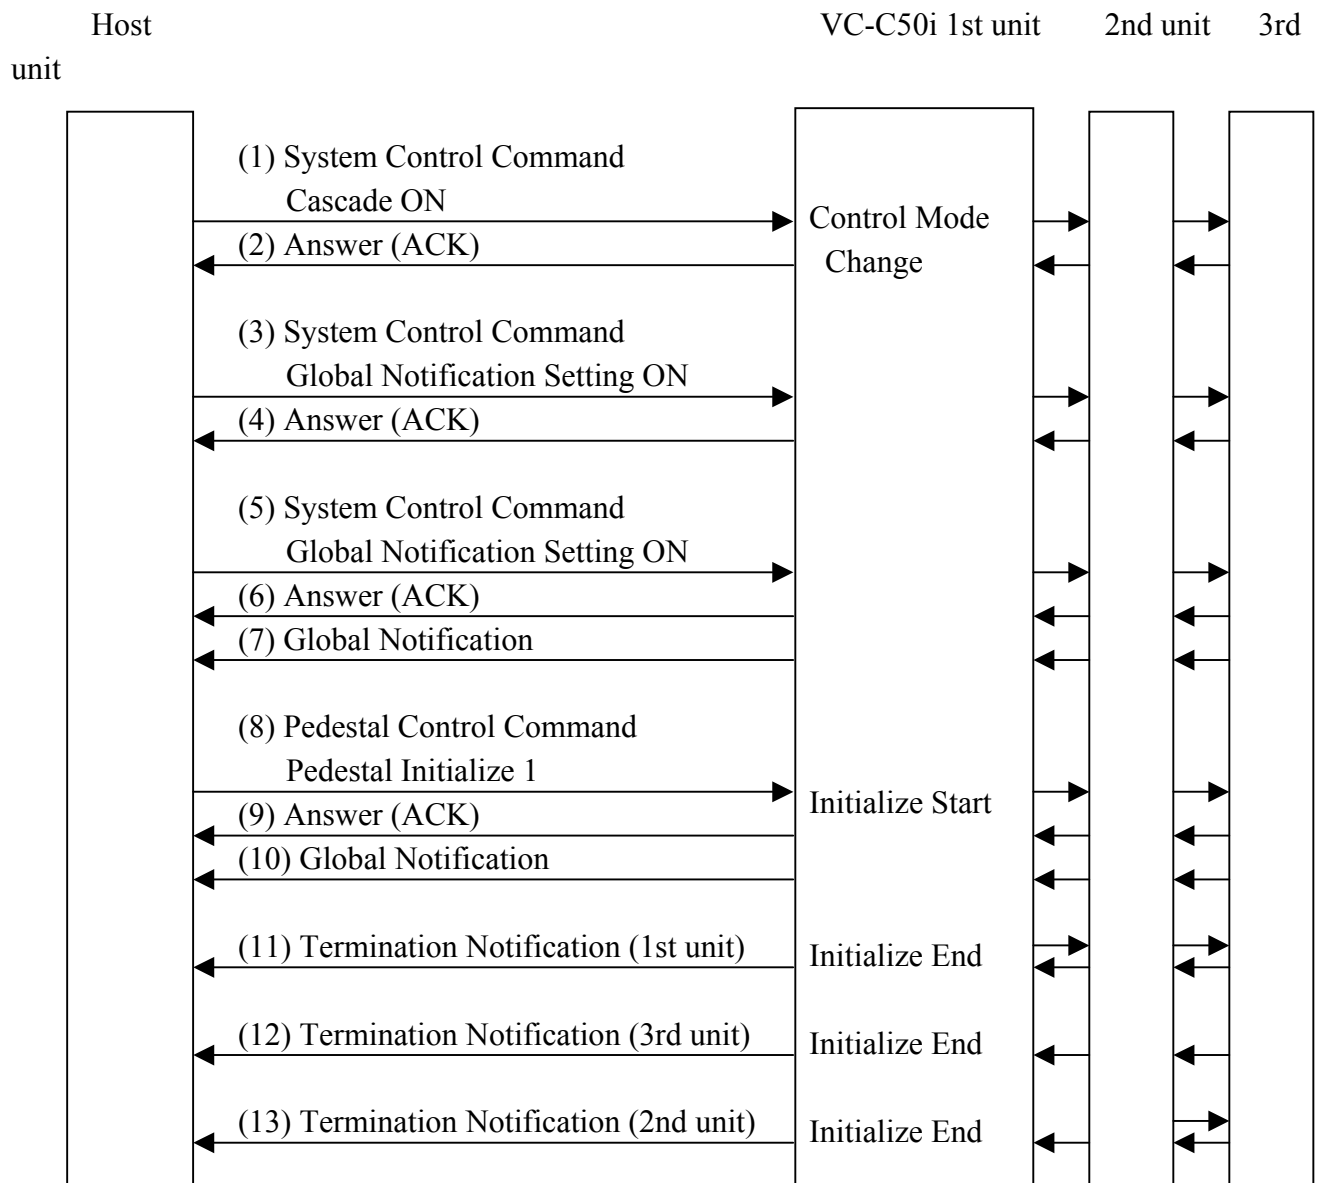 Host VC-C50i 1st unit 2nd unit 3rd
unit
(1) System Control Command
Cascade ON
Control Mode
(2) Answer (ACK)
Change
(3) System Control Command
Global Notification Setting ON
(4) Answer (ACK)
(5) System Control Command
Global Notification Setting ON
(6) Answer (ACK)
(7) Global Notification
(8) Pedestal Control Command
Pedestal Initialize 1
Initialize Start
(9) Answer (ACK)
(10) Global Notification
(11) Termination Notification (1st unit)
Initialize End
(12) Termination Notification (3rd unit)
Initialize End
(13) Termination Notification (2nd unit)
Initialize End